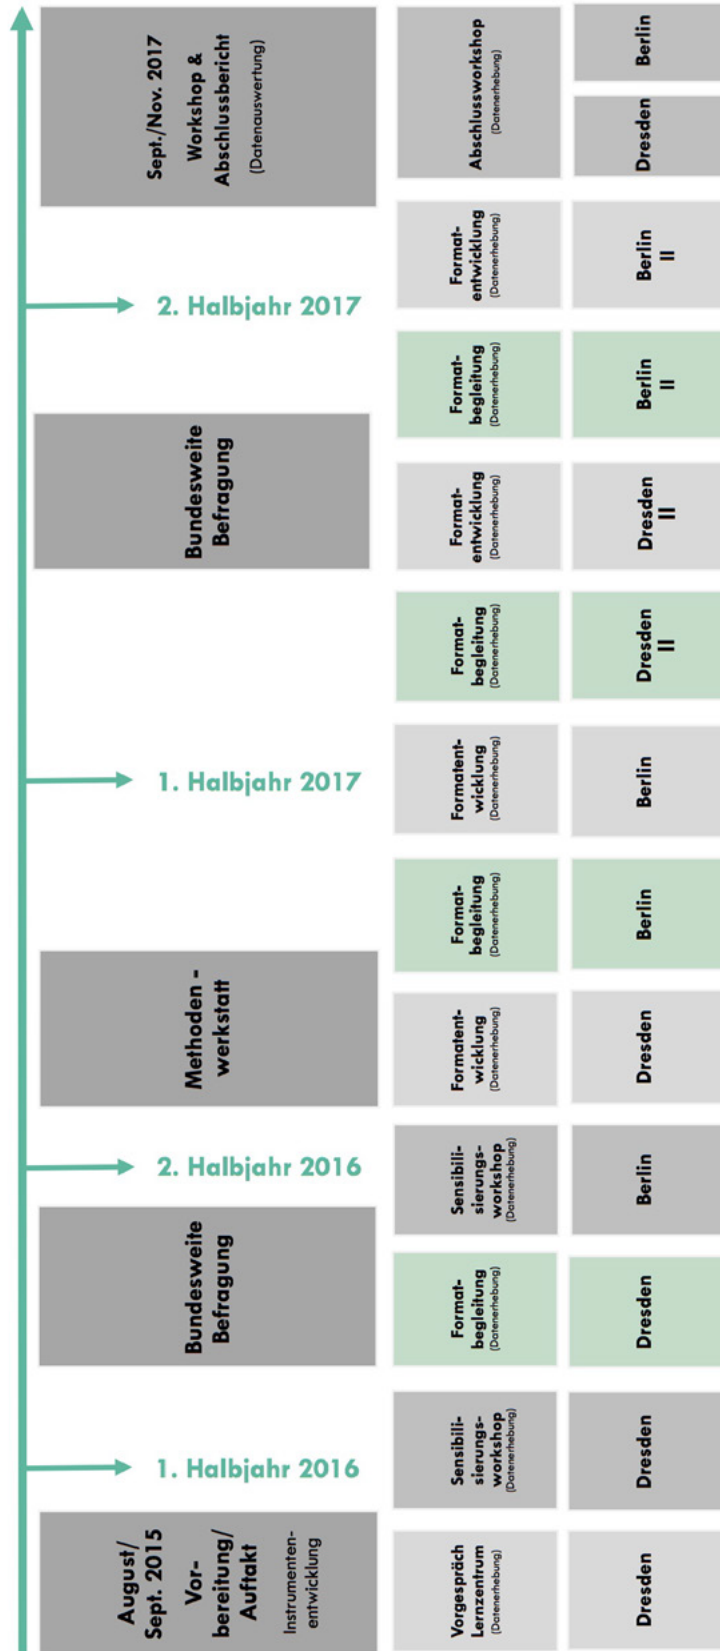 Sept./Nov. 2017
Workshop &
Abschlussbericht
(Datenauswertung)
Abschlussworkshop
(Datenerhebung)
Dresden
Berlin
2. Halbjahr 2017
Format-
entwicklung
(Datenerhebung)
Berlin
II
Format-
begleitung
(Datenerhebung)
Berlin
II
Bundesweite
Befragung
Format-
entwicklung
(Datenerhebung)
Dresden
II
Format-
begleitung
(Datenerhebung)
Dresden
II
1. Halbjahr 2017
Formatent-
wicklung
(Datenerhebung)
Berlin
Format-
begleitung
(Datenerhebung)
Berlin
Methoden -
werkstatt
Formatent-
wicklung
(Datenerhebung)
Dresden
2. Halbjahr 2016
Sensibili-
sierungs-
workshop
(Datenerhebung)
Berlin
Bundesweite
Befragung
Format-
begleitung
(Datenerhebung)
Dresden
1. Halbjahr 2016
Sensibili-
sierungs-
workshop
(Datenerhebung)
Dresden
August/
Sept. 2015
Vor-
bereitung/
Auftakt
Instrumenten-
entwicklung
Vorgespräch
Lernzentrum
(Datenerhebung)
Dresden